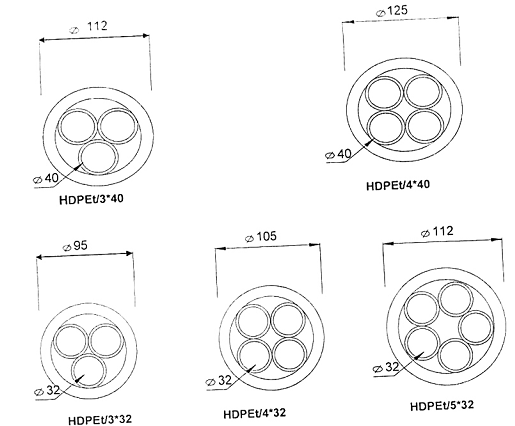 ⌀ 112
⌀ 40
HDPEt/3*40
⌀125
⌀ 40
HDPEt/4*40
⌀95
⌀ 32
HDPEt/3*32
⌀ 105
⌀ 32
HDPEt/4*32
⌀ 112
⌀ 32
HDPEt/5*32